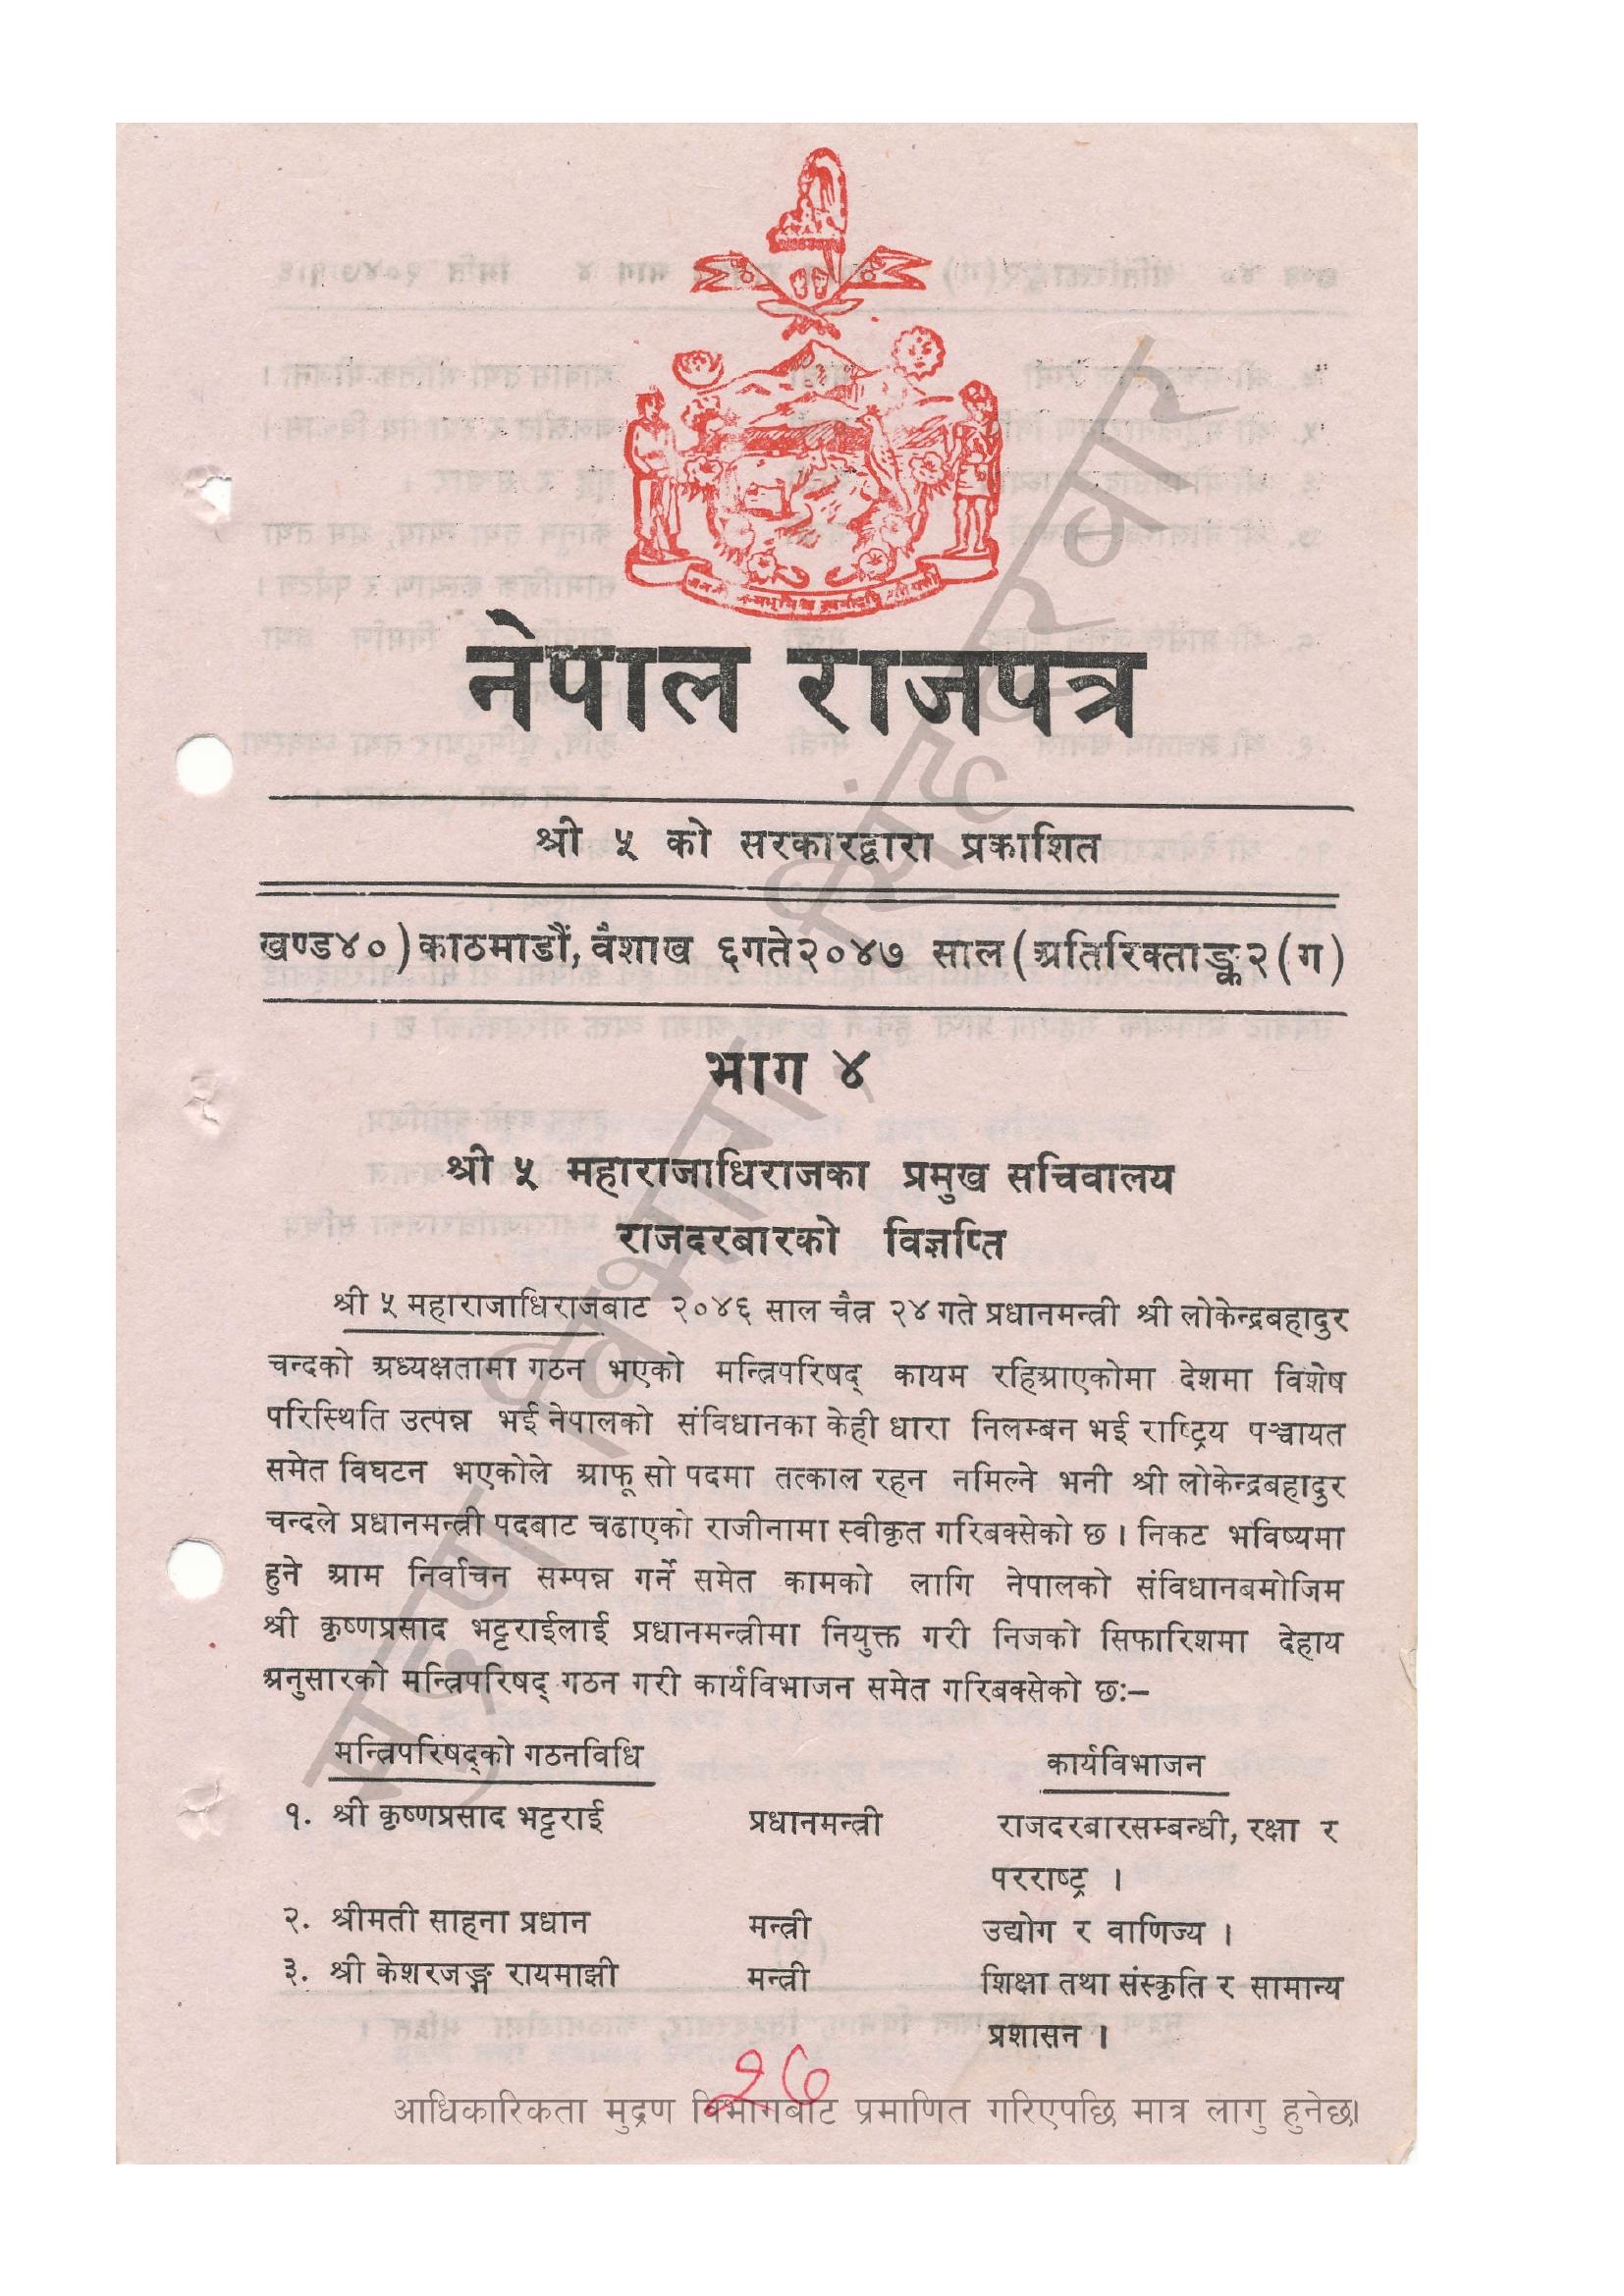 नेपाल राजपत्र
श्री ५ को सरकारद्वारा प्रकाशित
खण्ड४०) काठमाडौं, वैशाख ६गते२०४७ साल (अतिरिक्ताङ्क२(ग)
भाग ४
श्री ५ महाराजाधिराजका प्रमुख सचिवालय
राजदरबारको विज्ञप्ति
श्री ५ महाराजाधिराजबाट २०४६ साल चैत्र २४ गते प्रधानमन्त्री श्री लोकेन्द्रबहादुर
चन्दको अध्यक्षतामा गठन भएको मन्त्रिपरिषद् कायम रहिआएकोमा देशमा विशेष
परिस्थिति उत्पन्न भई नेपालको संविधानका केही धारा निलम्बन भई राष्ट्रिय पञ्चायत
समेत विघटन भएकोले आफू सो पदमा तत्काल रहन नमिल्ने भनी श्री लोकेन्द्रबहादुर
चन्दले प्रधानमन्त्री पदबाट चढाएको राजीनामा स्वीकृत गरिबक्सेको छ । निकट भविष्यमा
हुने आम निर्वाचन सम्पन्न गर्ने समेत कामको लागि नेपालको संविधानबमोजिम
श्री कृष्णप्रसाद भट्टराईलाई प्रधानमन्त्रीमा नियुक्त गरी निजको सिफारिशमा देहाय
अनुसारको मन्त्रिपरिषद् गठन गरी कार्यविभाजन समेत गरिबक्सेको छः—
मन्त्रिपरिषद्को गठनविधि कार्यविभाजन
१. श्री कृष्णप्रसाद भट्टराई प्रधानमन्त्री राजदरबारसम्बन्धी, रक्षा र
परराष्ट्र ।
२. श्रीमती साहना प्रधान मन्त्री उद्योग र वाणिज्य ।
३. श्री केशरजङ्ग रायमाझी मन्त्री शिक्षा तथा संस्कृति र सामान्य
प्रशासन ।
२७
आधिकारिकता मुद्रण विभागबाट प्रमाणित गरिएपछि मात्र लागु हुनेछ।
मुद्रण विभाग, सिंहदरबार